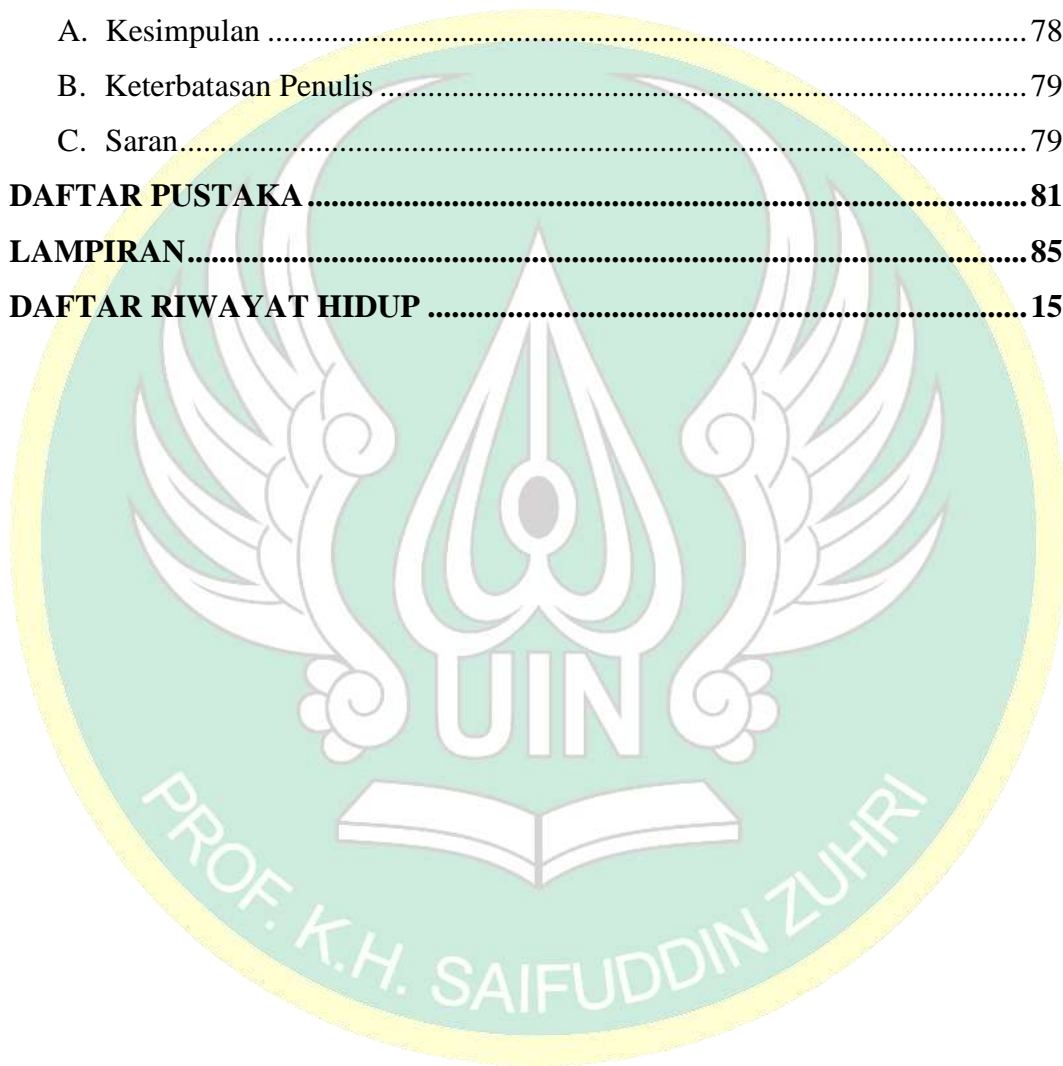 A. Kesimpulan ................................................................................................ 78
B. Keterbatasan Penulis ................................................................................. 79
C. Saran.......................................................................................................... 79
DAFTAR PUSTAKA .......................................................................................... 81
LAMPIRAN......................................................................................................... 85
DAFTAR RIWAYAT HIDUP ........................................................................... 15
UIN
PROF. K.H. SAIFUDDIN ZUHRI